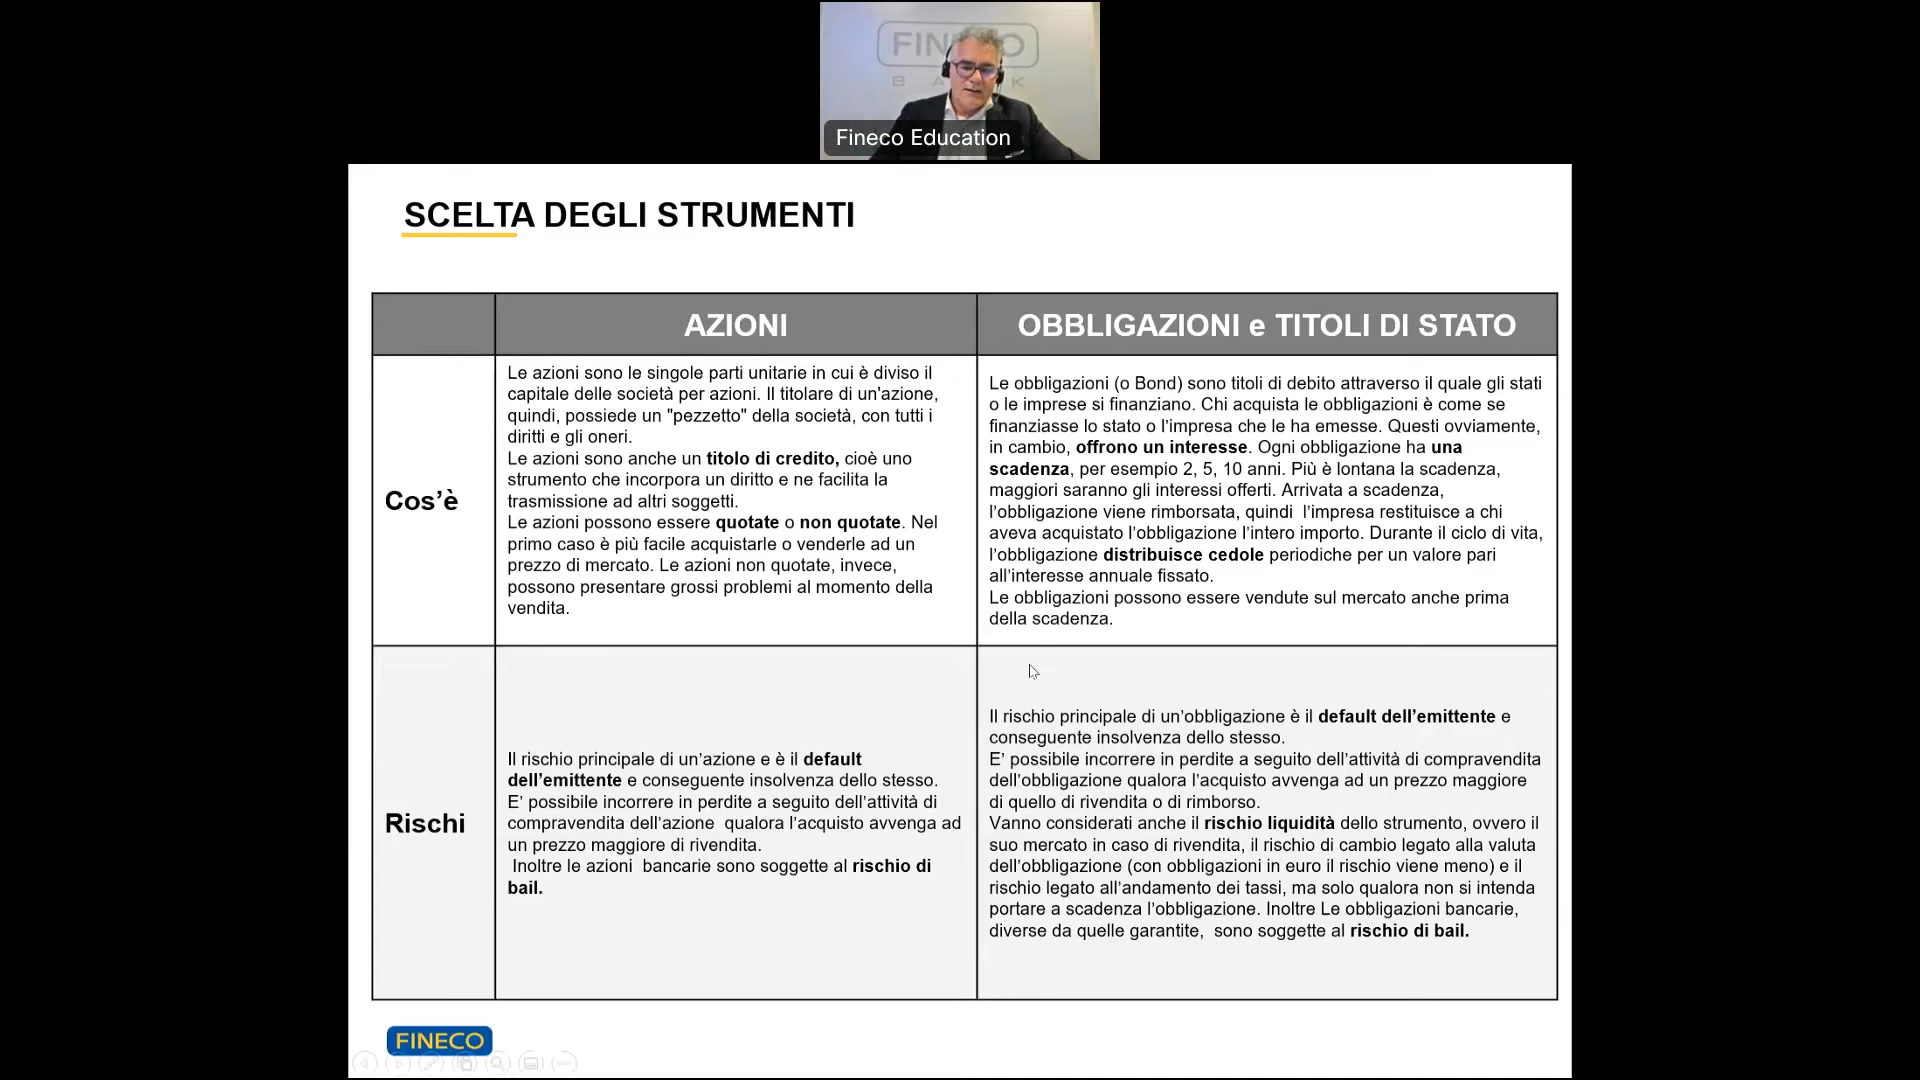 FINECO
BANK
Fineco Education
SCELTA DEGLI STRUMENTI
AZIONI
OBBLIGAZIONI e TITOLI DI STATO
Cos’è
Le azioni sono le singole parti unitarie in cui è diviso il
capitale delle società per azioni. Il titolare di un'azione,
quindi, possiede un "pezzetto" della società, con tutti i
diritti e gli oneri.
Le azioni sono anche un titolo di credito, cioè uno
strumento che incorpora un diritto e ne facilita la
trasmissione ad altri soggetti.
Le azioni possono essere quotate o non quotate. Nel
primo caso è più facile acquistarle o venderle ad un
prezzo di mercato. Le azioni non quotate, invece,
possono presentare grossi problemi al momento della
vendita.
Le obbligazioni (o Bond) sono titoli di debito attraverso il quale gli stati
o le imprese si finanziano. Chi acquista le obbligazioni è come se
finanziasse lo stato o l’impresa che le ha emesse. Questi ovviamente,
in cambio, offrono un interesse. Ogni obbligazione ha una
scadenza, per esempio 2, 5, 10 anni. Più è lontana la scadenza,
maggiori saranno gli interessi offerti. Arrivata a scadenza,
l’obbligazione viene rimborsata, quindi l’impresa restituisce a chi
aveva acquistato l’obbligazione l’intero importo. Durante il ciclo di vita,
l’obbligazione distribuisce cedole periodiche per un valore pari
all’interesse annuale fissato.
Le obbligazioni possono essere vendute sul mercato anche prima
della scadenza.
Rischi
Il rischio principale di un’azione e è il default
dell’emittente e conseguente insolvenza dello stesso.
E’ possibile incorrere in perdite a seguito dell’attività di
compravendita dell’azione qualora l’acquisto avvenga ad
un prezzo maggiore di rivendita.
Inoltre le azioni bancarie sono soggette al rischio di
bail.
Il rischio principale di un’obbligazione è il default dell’emittente e
conseguente insolvenza dello stesso.
E’ possibile incorrere in perdite a seguito dell’attività di compravendita
dell’obbligazione qualora l’acquisto avvenga ad un prezzo maggiore
di quello di rivendita o di rimborso.
Vanno considerati anche il rischio liquidità dello strumento, ovvero il
suo mercato in caso di rivendita, il rischio di cambio legato alla valuta
dell’obbligazione (con obbligazioni in euro il rischio viene meno) e il
rischio legato all’andamento dei tassi, ma solo qualora non si intenda
portare a scadenza l’obbligazione. Inoltre Le obbligazioni bancarie,
diverse da quelle garantite, sono soggette al rischio di bail.
FINECO